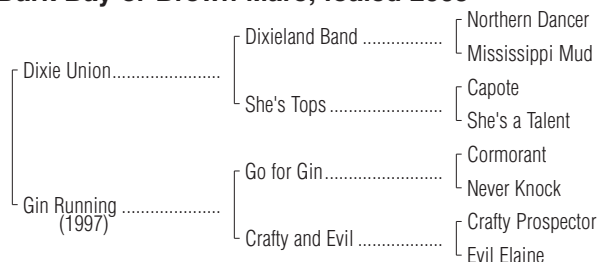 Dark Bay or Brown Mare; foaled 2003
Northern Dancer
Dixieland Band ................
Mississippi Mud
Dixie Union......................
Capote
She's Tops ......................
She's a Talent
Cormorant
Go for Gin.......................
Never Knock
Gin Running ....................
(1997)
Crafty Prospector
Crafty and Evil .................
Evil Elaine